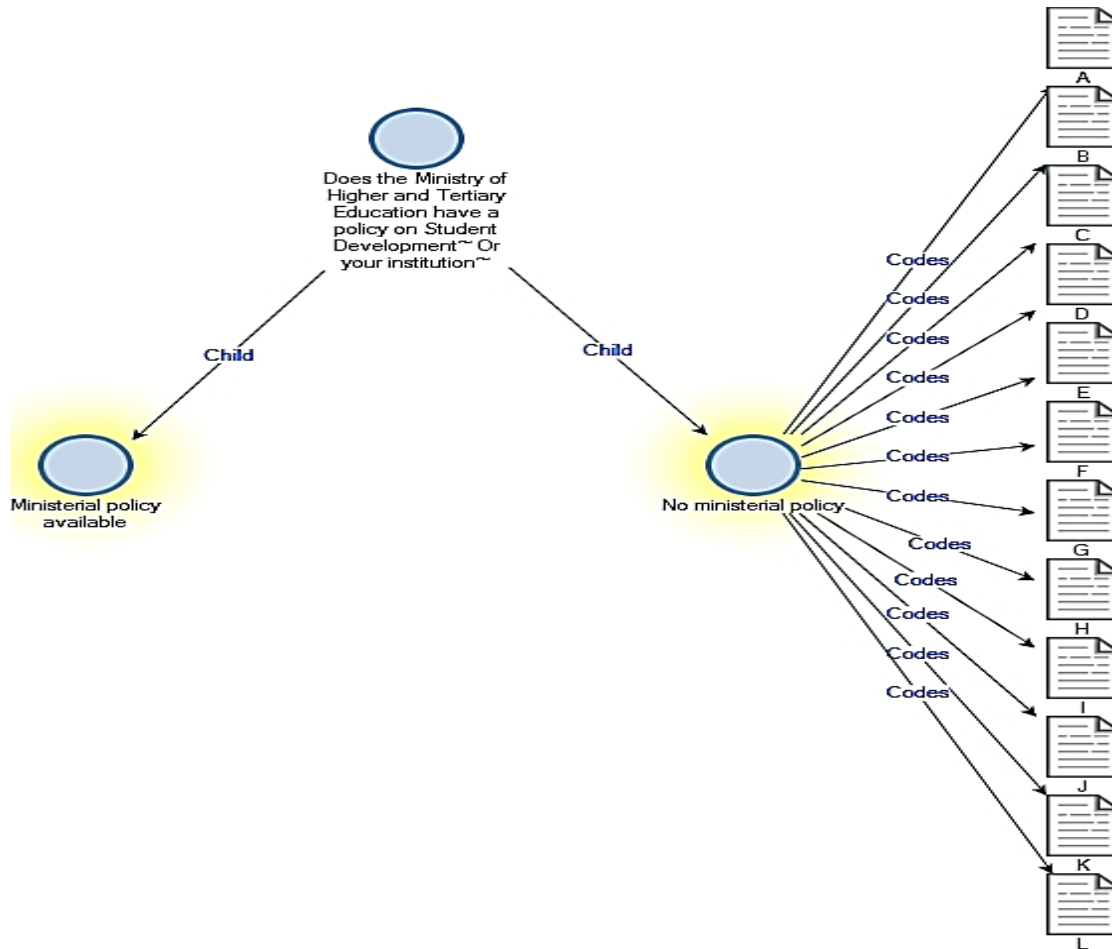 Does the Ministry of
Higher and Tertiary
Education have a
policy on Student
Development~ Or
your institution~
Child
Child
Ministerial policy
available
No ministerial policy
Codes
Codes
Codes
Codes
Codes
Codes
Codes
Codes
Codes
Codes
Codes
Codes
A
B
C
D
E
F
G
H
I
J
K
L